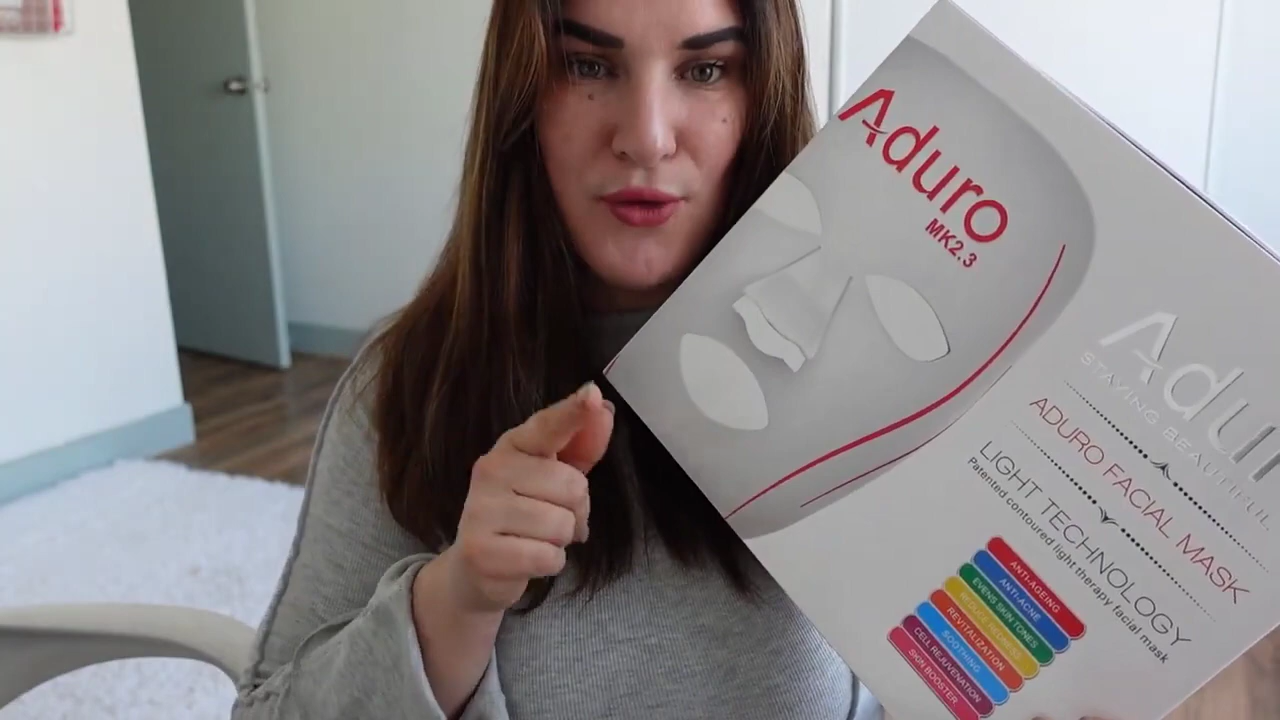 Aduro
MK2.3
Adur
STAYING BEAUTIFUL
ADURO FACIAL MASK
LIGHT TECHNOLOGY
Patented contoured light therapy facial mask
ANTI-AGEING
ANTI-ACNE
EVENS SKIN TONES
REDUCE REDNESS
REVITALIZATION
SOOTHING
CELL REJUVENATION
SKIN BOOSTER